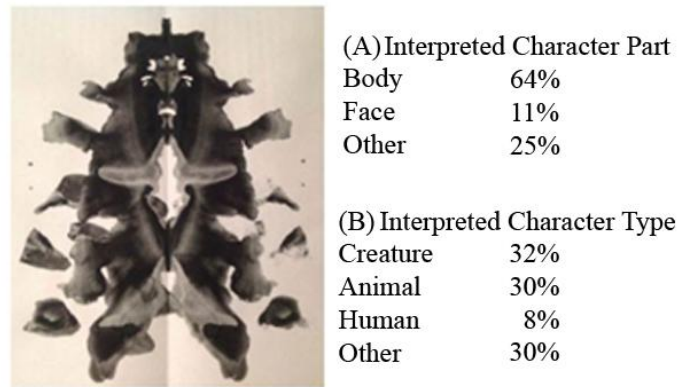 (A) Interpreted Character Part
Body 64%
Face 11%
Other 25%
(B) Interpreted Character Type
Creature 32%
Animal 30%
Human 8%
Other 30%